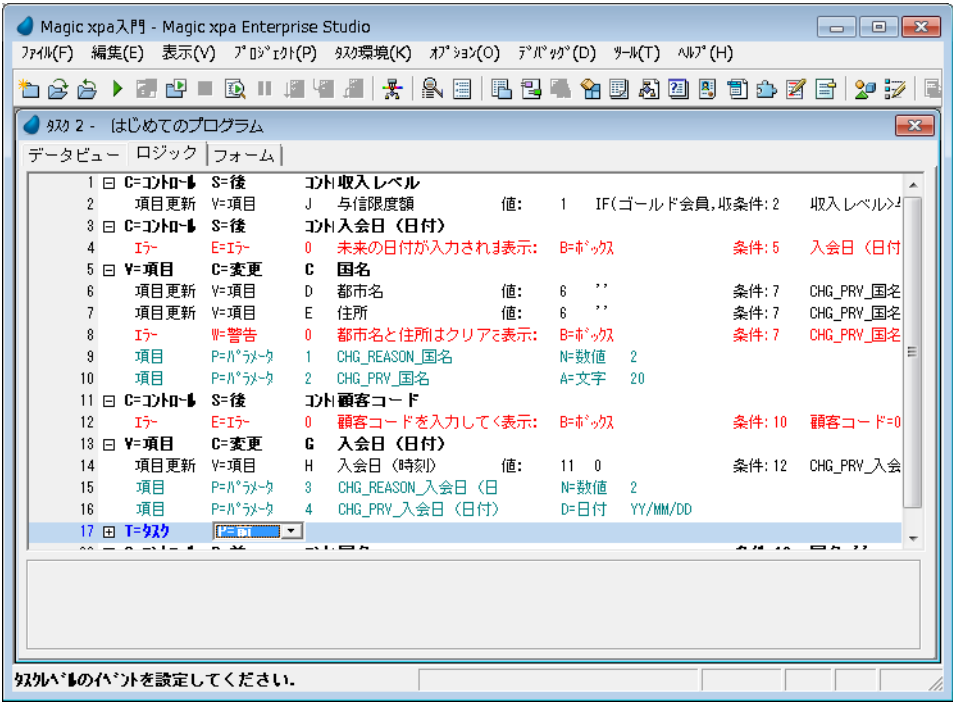 Magic xpa入門 - Magic xpa Enterprise Studio
ﾌｧｲﾙ(F) 編集(E) 表示(V) ﾌﾟﾛｼﾞｪｸﾄ(P) ﾀｽｸ環境(K) ｵﾌﾟｼｮﾝ(O) ﾃﾞﾊﾞｯｸﾞ(D) ﾂｰﾙ(T) ﾍﾙﾌﾟ(H)
ﾀｽｸ 2 - はじめてのプログラム
データビュー ロジック フォーム
1 C=ｺﾝﾄﾛｰﾙ S=後 ｺﾝﾄ 収入レベル
2 項目更新 V=項目 J 与信限度額 値: 1 IF(ゴールド会員,収 条件: 2 収入レベル>
3 C=ｺﾝﾄﾛｰﾙ S=後 ｺﾝﾄ 入会日（日付）
4 ｴﾗｰ E=ｴﾗｰ 0 未来の日付が入力されま 表示: B=ﾎﾞｯｸｽ 条件: 5 入会日（日付
5 V=項目 C=変更 C 国名
6 項目更新 V=項目 D 都市名 値: 6 '' 条件: 7 CHG_PRV_国名
7 項目更新 V=項目 E 住所 値: 6 '' 条件: 7 CHG_PRV_国名
8 ｴﾗｰ W=警告 0 都市名と住所はクリアさ 表示: B=ﾎﾞｯｸｽ 条件: 7 CHG_PRV_国名
9 項目 P=ﾊﾟﾗﾒｰﾀ 1 CHG_REASON_国名 N=数値 2
10 項目 P=ﾊﾟﾗﾒｰﾀ 2 CHG_PRV_国名 A=文字 20
11 C=ｺﾝﾄﾛｰﾙ S=後 ｺﾝﾄ 顧客コード
12 ｴﾗｰ E=ｴﾗｰ 0 顧客コードを入力してく 表示: B=ﾎﾞｯｸｽ 条件: 10 顧客コード=0
13 V=項目 C=変更 G 入会日（日付）
14 項目更新 V=項目 H 入会日（時刻） 値: 11 0 条件: 12 CHG_PRV_入会
15 項目 P=ﾊﾟﾗﾒｰﾀ 3 CHG_REASON_入会日（日 N=数値 2
16 項目 P=ﾊﾟﾗﾒｰﾀ 4 CHG_PRV_入会日（日付） D=日付 YY/MM/DD
17 T=ﾀｽｸ P=前
ﾀｽｸﾚﾍﾞﾙのｲﾍﾞﾝﾄを設定してください.